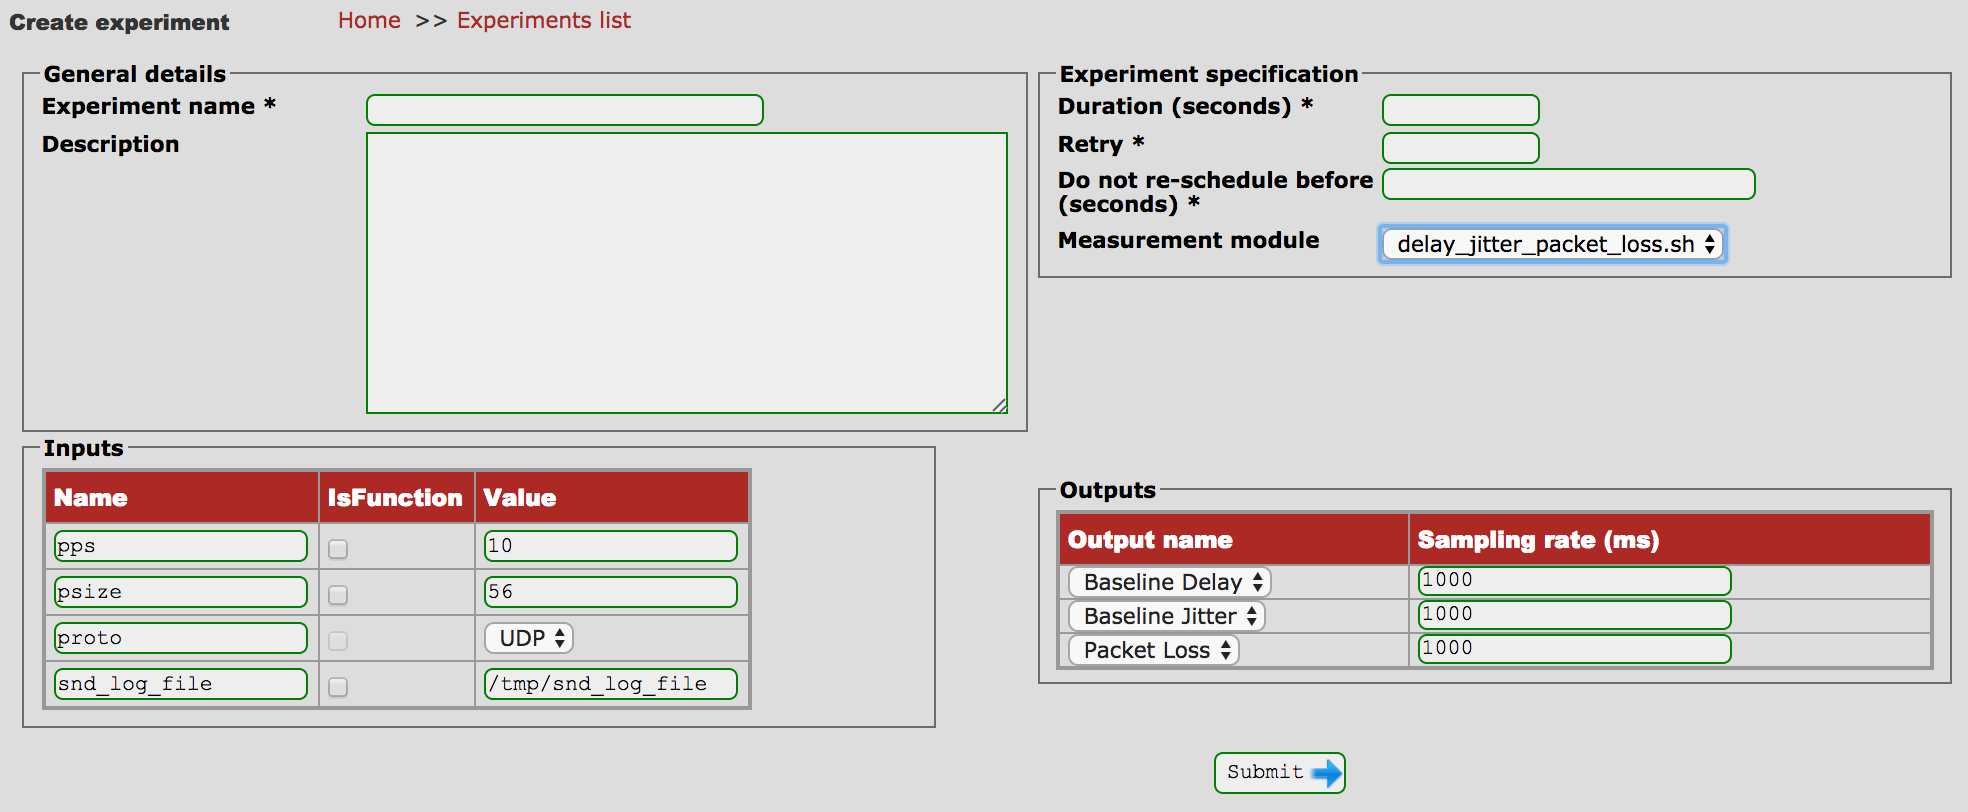 Create experiment
Home >> Experiments list
General details
Experiment name *
Description
Experiment specification
Duration (seconds) *
Retry *
Do not re-schedule before
(seconds) *
Measurement module
delay_jitter_packet_loss.sh
Inputs
Name IsFunction Value
pps 10
psize 56
proto UDP
snd_log_file /tmp/snd_log_file
Outputs
Output name Sampling rate (ms)
Baseline Delay 1000
Baseline Jitter 1000
Packet Loss 1000
Submit